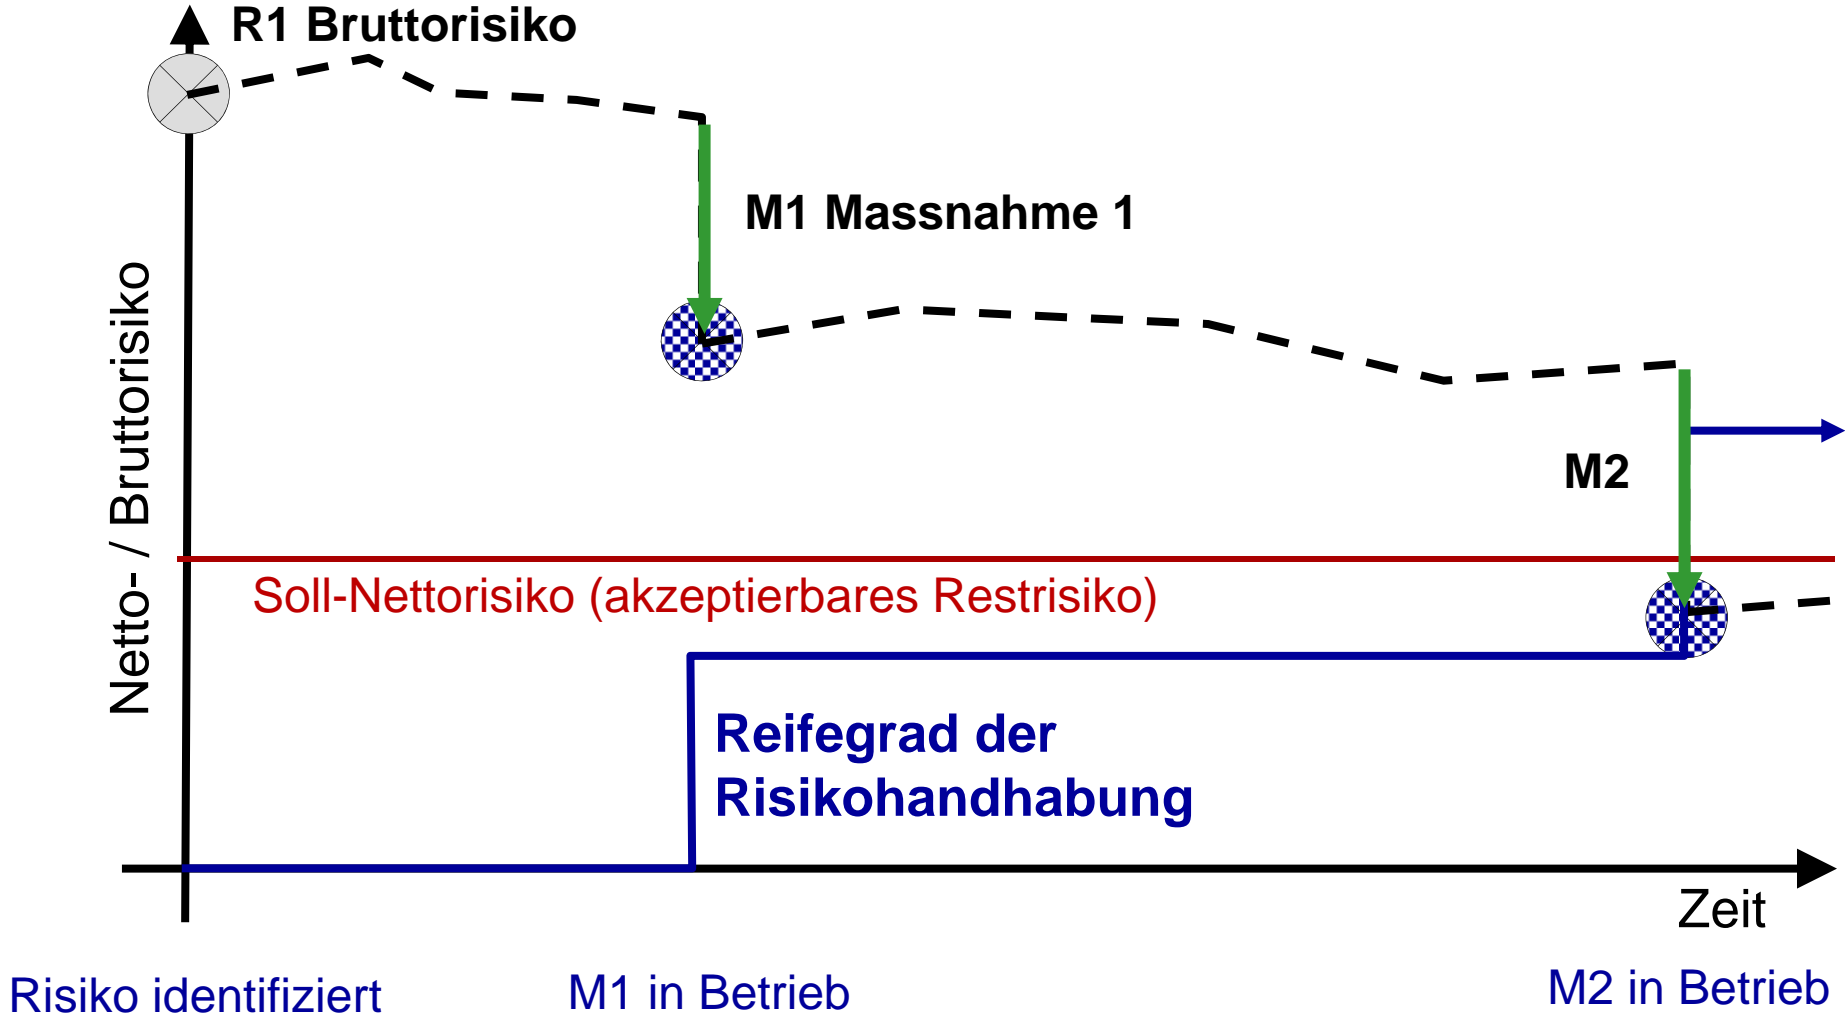 R1 Bruttorisiko
M1 Massnahme 1
Netto- / Bruttorisiko
M2
Soll-Nettorisiko (akzeptierbares Restrisiko)
Reifegrad der
Risikohandhabung
Zeit
Risiko identifiziert
M1 in Betrieb
M2 in Betrieb